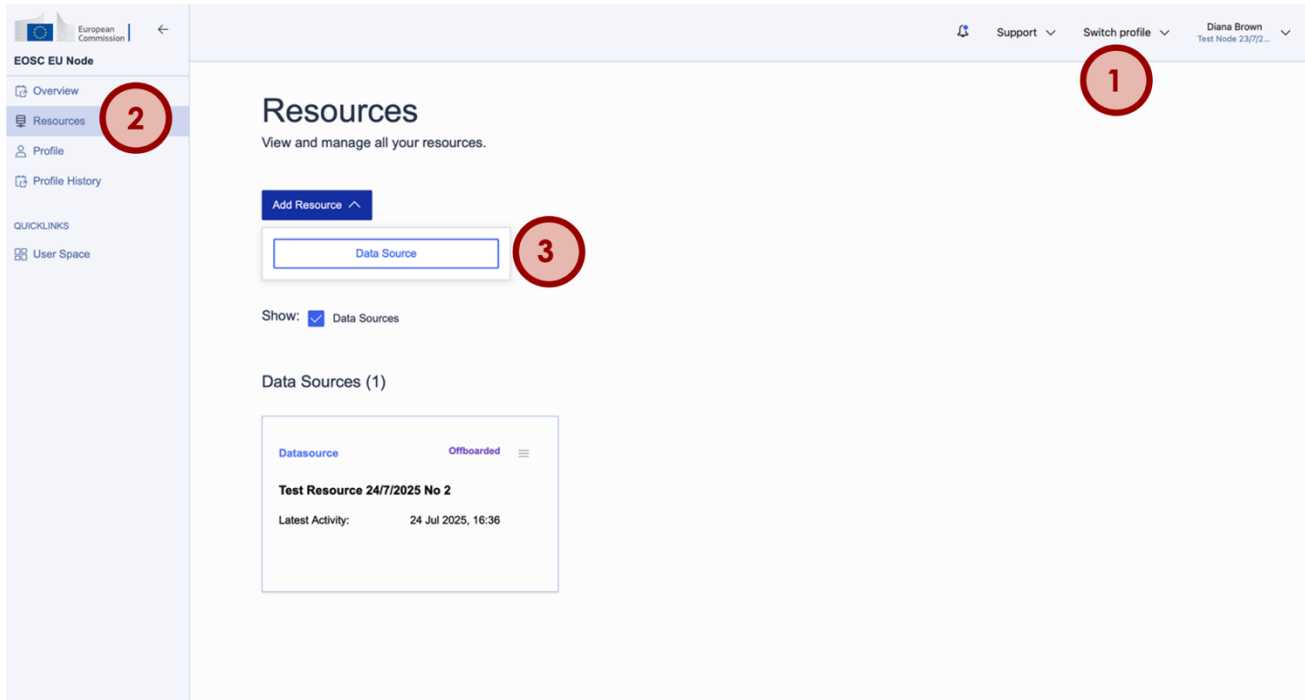 European
Commission
EOSC EU Node
Overview
Resources
Profile
Profile History
QUICKLINKS
User Space
Support
Switch profile
Diana Brown
Test Node 23/7/2...
1
2
Resources
View and manage all your resources.
Add Resource
Data Source
3
Show: Data Sources
Data Sources (1)
Datasource Offboarded
Test Resource 24/7/2025 No 2
Latest Activity: 24 Jul 2025, 16:36